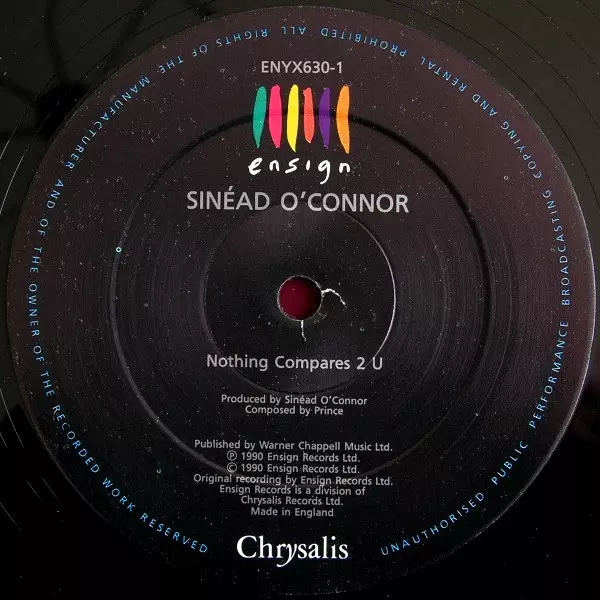 ENYX630-1
ensign
SINÉAD O'CONNOR
Nothing Compares 2 U
Produced by Sinéad O'Connor
Composed by Prince
Published by Warner Chappell Music Ltd.
℗ 1990 Ensign Records Ltd.
© 1990 Ensign Records Ltd.
Original recording by Ensign Records Ltd.
Ensign Records is a division of
Chrysalis Records Ltd.
Made in England
Chrysalis
ALL RIGHTS OF THE MANUFACTURER AND OF THE OWNER OF THE RECORDED WORK RESERVED
UNAUTHORISED PUBLIC PERFORMANCE BROADCASTING COPYING AND RENTAL PROHIBITED